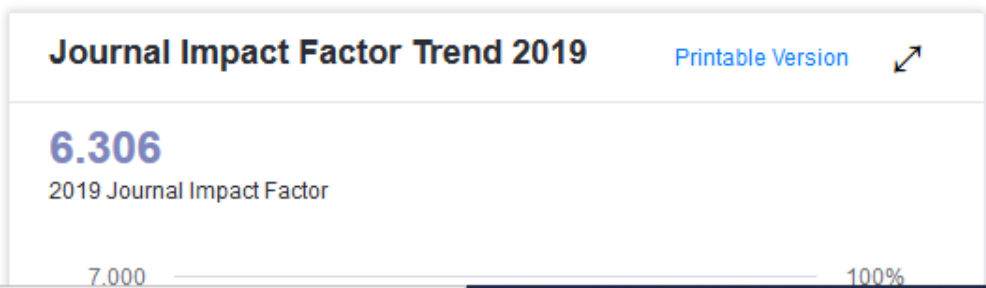 Journal Impact Factor Trend 2019
Printable Version
6.306
2019 Journal Impact Factor
7.000
100%